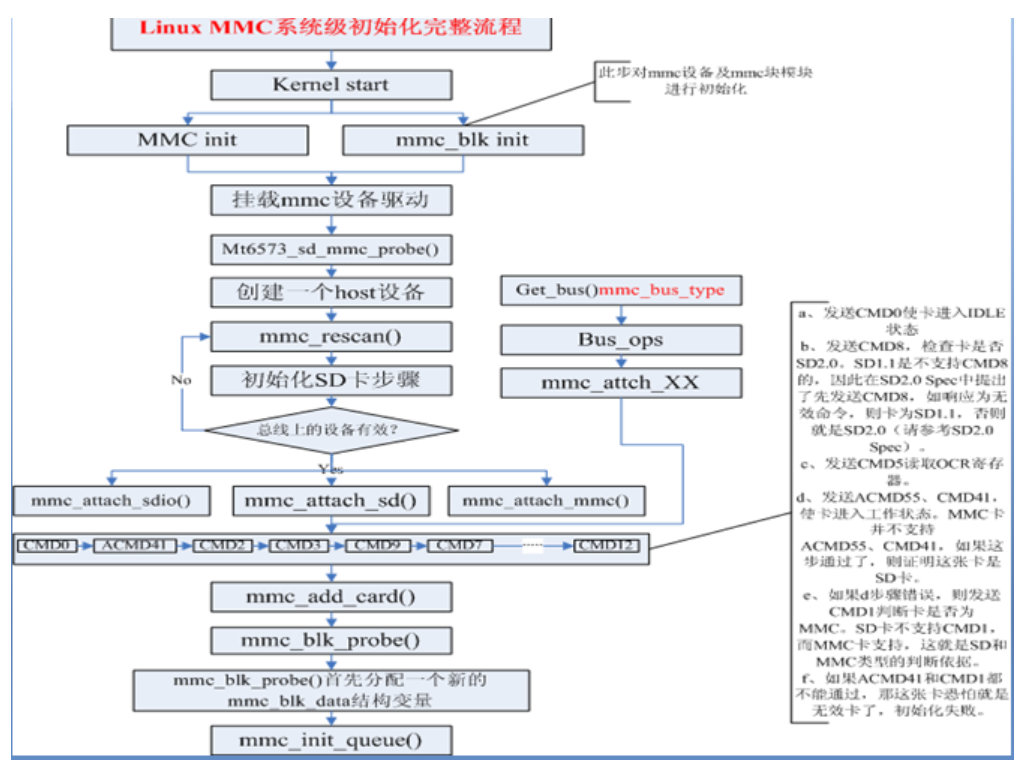 Linux MMC系统级初始化完整流程
Kernel start
此步对mmc设备及mmc块模块
进行初始化
MMC init
mmc_blk init
挂载mmc设备驱动
Mt6573_sd_mmc_probe()
创建一个host设备
mmc_rescan()
初始化SD卡步骤
No
总线上的设备有效？
Yes
Get_bus()mmc_bus_type
Bus_ops
mmc_attch_XX
mmc_attach_sdio()
mmc_attach_sd()
mmc_attach_mmc()
CMD0
ACMD41
CMD2
CMD3
CMD9
CMD7
.....
CMD12
mmc_add_card()
mmc_blk_probe()
mmc_blk_probe()首先分配一个新的
mmc_blk_data结构变量
mmc_init_queue()
a、发送CMD0使卡进入IDLE
状态
b、发送CMD8，检查卡是否
SD2.0。SD1.1是不支持CMD8
的，因此在SD2.0 Spec中提出
了先发送CMD8，如响应为无
效命令，则卡为SD1.1，否则
就是SD2.0（请参考SD2.0
Spec）。
c、发送CMD5读取OCR寄存
器。
d、发送ACMD55、CMD41，
使卡进入工作状态。MMC卡
并不支持
ACMD55、CMD41，如果这
步通过了，则证明这张卡是
SD卡。
e、如果d步骤错误，则发送
CMD1判断卡是否为
MMC。SD卡不支持CMD1，
而MMC卡支持，这就是SD和
MMC类型的判断依据。
f、如果ACMD41和CMD1都
不能通过，那这张卡恐怕就是
无效卡了，初始化失败。